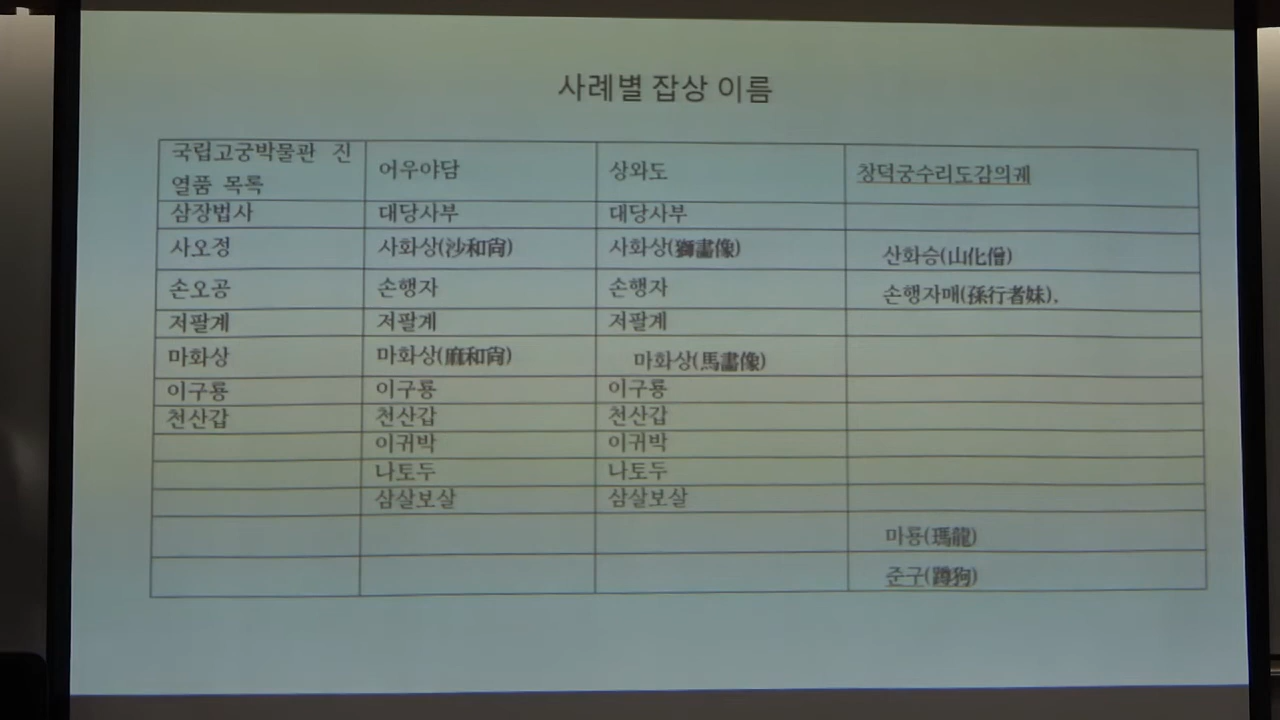 사례별 잡상 이름
국립고궁박물관 진열품 목록 어우야담 상와도 창덕궁수리도감의궤
삼장법사 대당사부 대당사부
사오정 사화상(沙和尙) 사화상(獅畵像) 산화승(山化僧)
손오공 손행자 손행자 손행자매(孫行者妹).
저팔계 저팔계 저팔계
마화상 마화상(麻和尙) 마화상(馬畵像)
이구룡 이구룡 이구룡
천산갑 천산갑 천산갑
이귀박 이귀박
나토두 나토두
삼살보살 삼살보살
마룡(瑪龍)
준구(蹲狗)